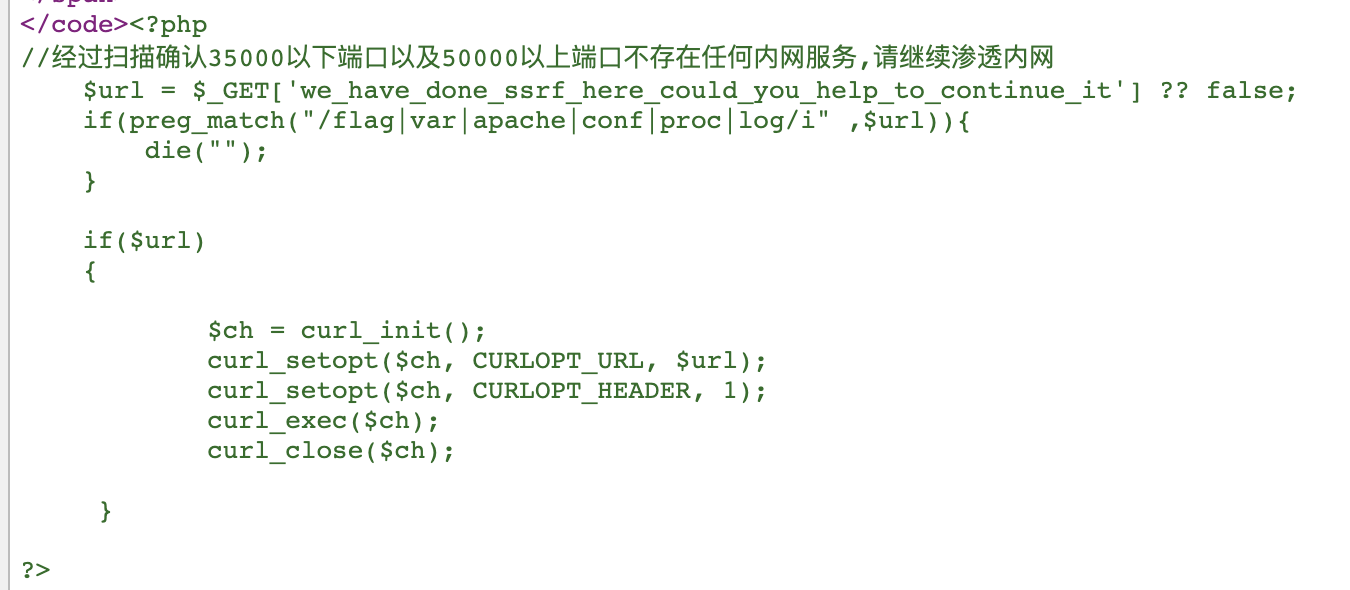 </code><?php
//经过扫描确认35000以下端口以及50000以上端口不存在任何内网服务,请继续渗透内网
    $url = $_GET['we_have_done_ssrf_here_could_you_help_to_continue_it'] ?? false;
    if(preg_match("/flag|var|apache|conf|proc|log/i" ,$url)){
        die("");
    }
    if($url)
    {
            $ch = curl_init();
            curl_setopt($ch, CURLOPT_URL, $url);
            curl_setopt($ch, CURLOPT_HEADER, 1);
            curl_exec($ch);
            curl_close($ch);
     }
?>